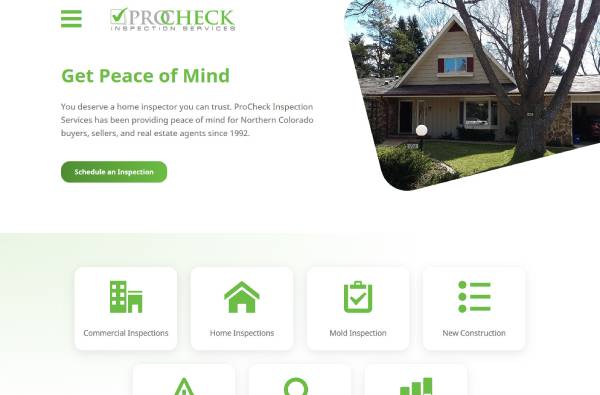 PROCHECK
INSPECTION SERVICES
Get Peace of Mind
You deserve a home inspector you can trust. ProCheck Inspection
Services has been providing peace of mind for Northern Colorado
buyers, sellers, and real estate agents since 1992.
Schedule an Inspection
Commercial Inspections
Home Inspections
Mold Inspection
New Construction